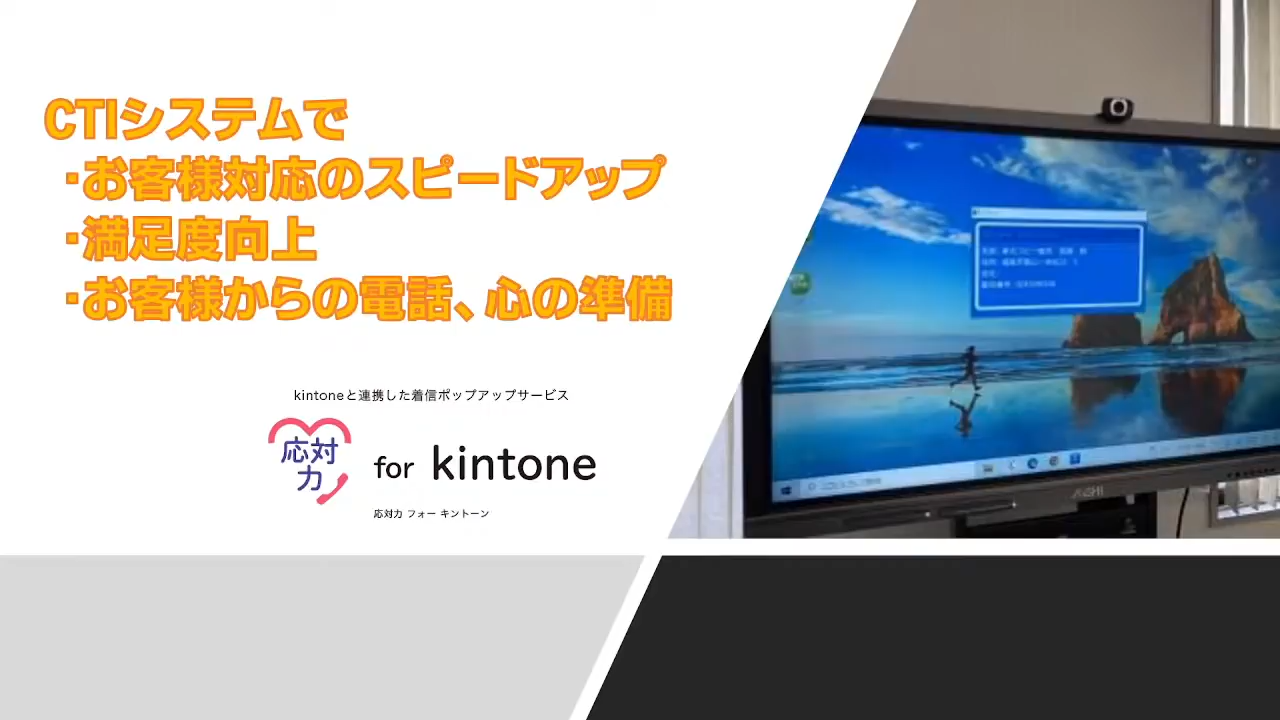 CTIシステムで
・お客様対応のスピードアップ
・満足度向上
・お客様からの電話、心の準備
kintoneと連携した着信ポップアップサービス
応対力 for kintone
応対力 フォー キントーン